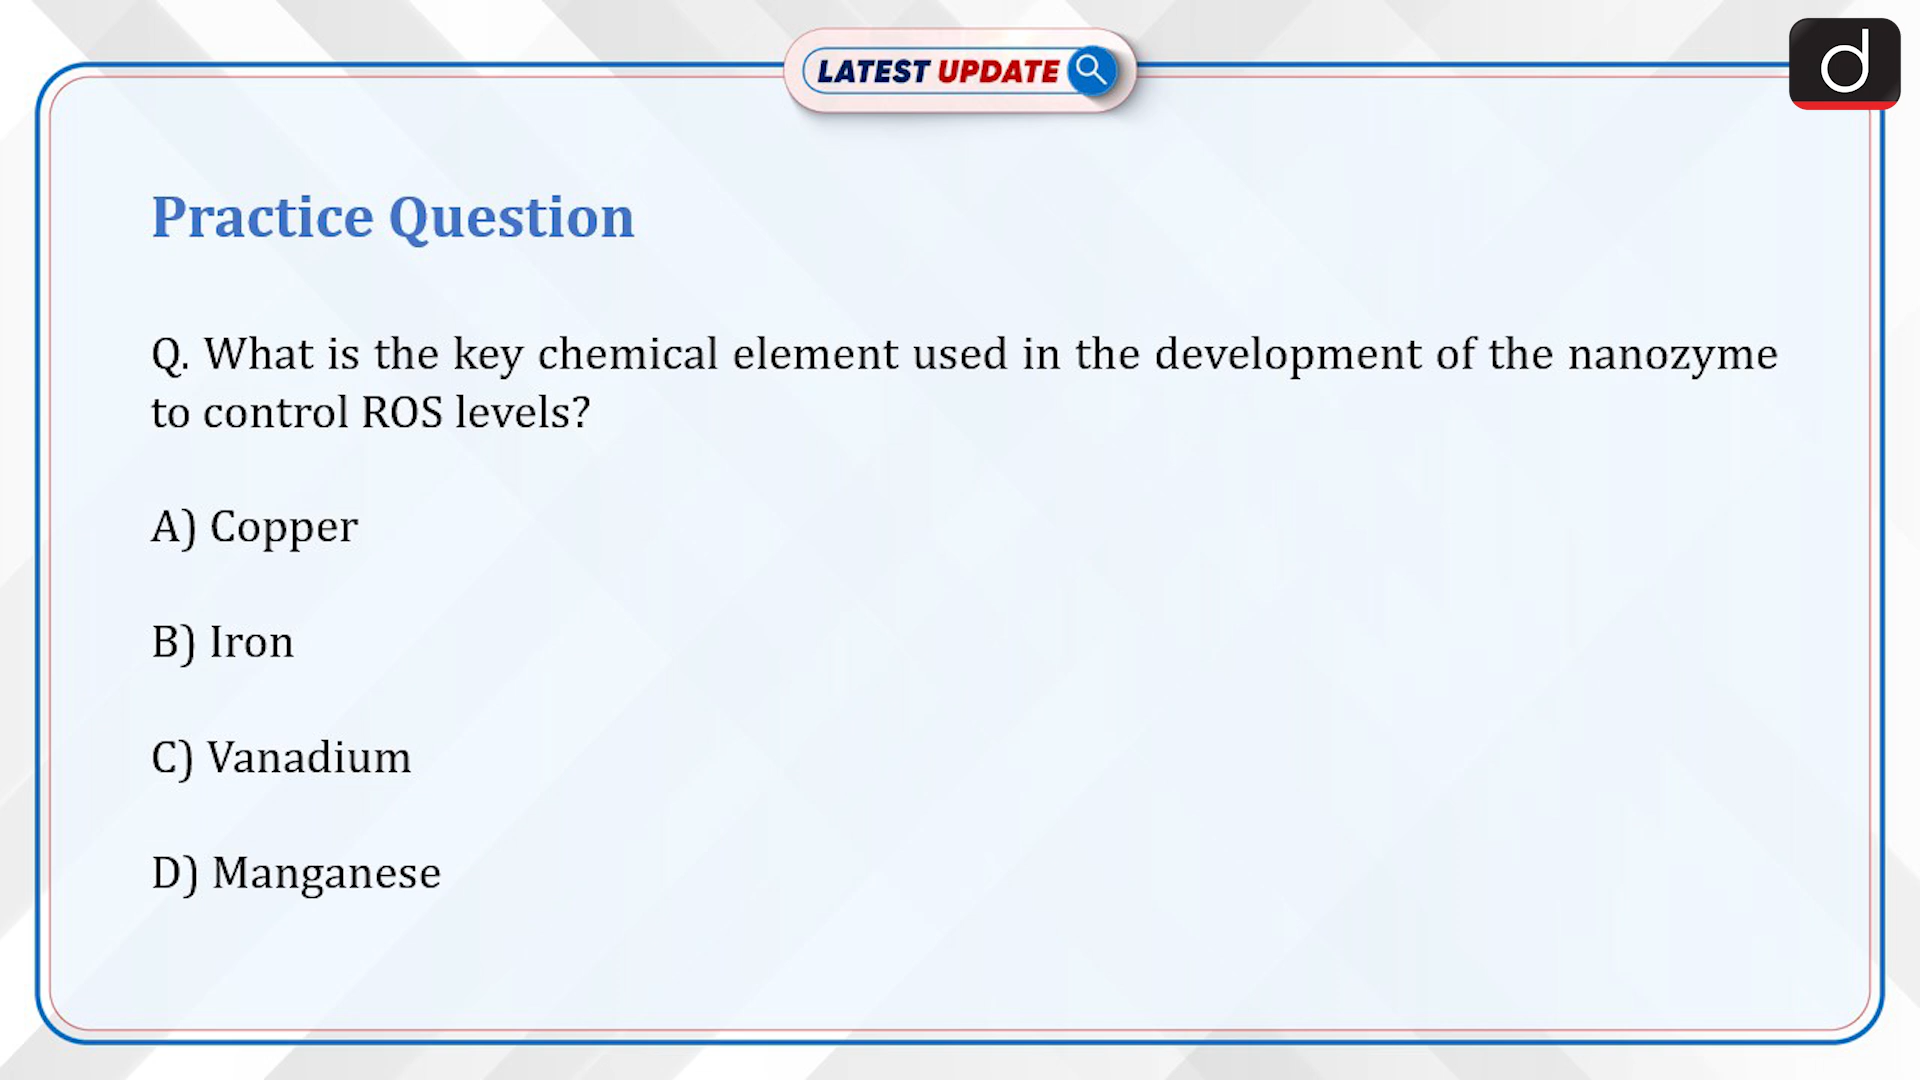 LATEST UPDATE
d
Practice Question
Q. What is the key chemical element used in the development of the nanozyme
to control ROS levels?
A) Copper
B) Iron
C) Vanadium
D) Manganese